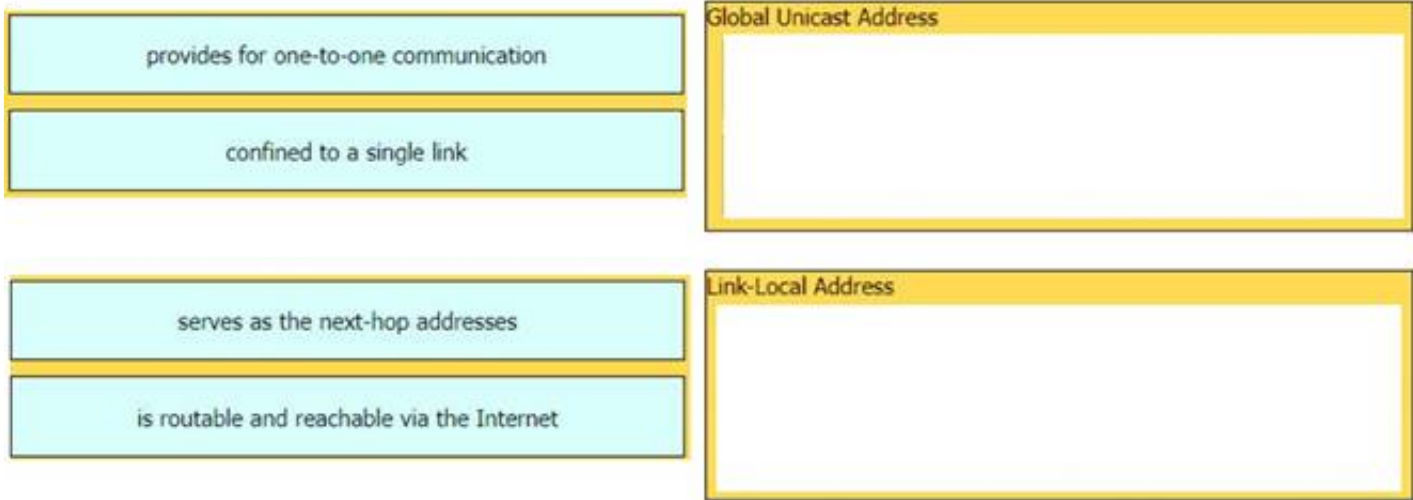 provides for one-to-one communication
confined to a single link
serves as the next-hop addresses
is routable and reachable via the Internet
Global Unicast Address
Link-Local Address